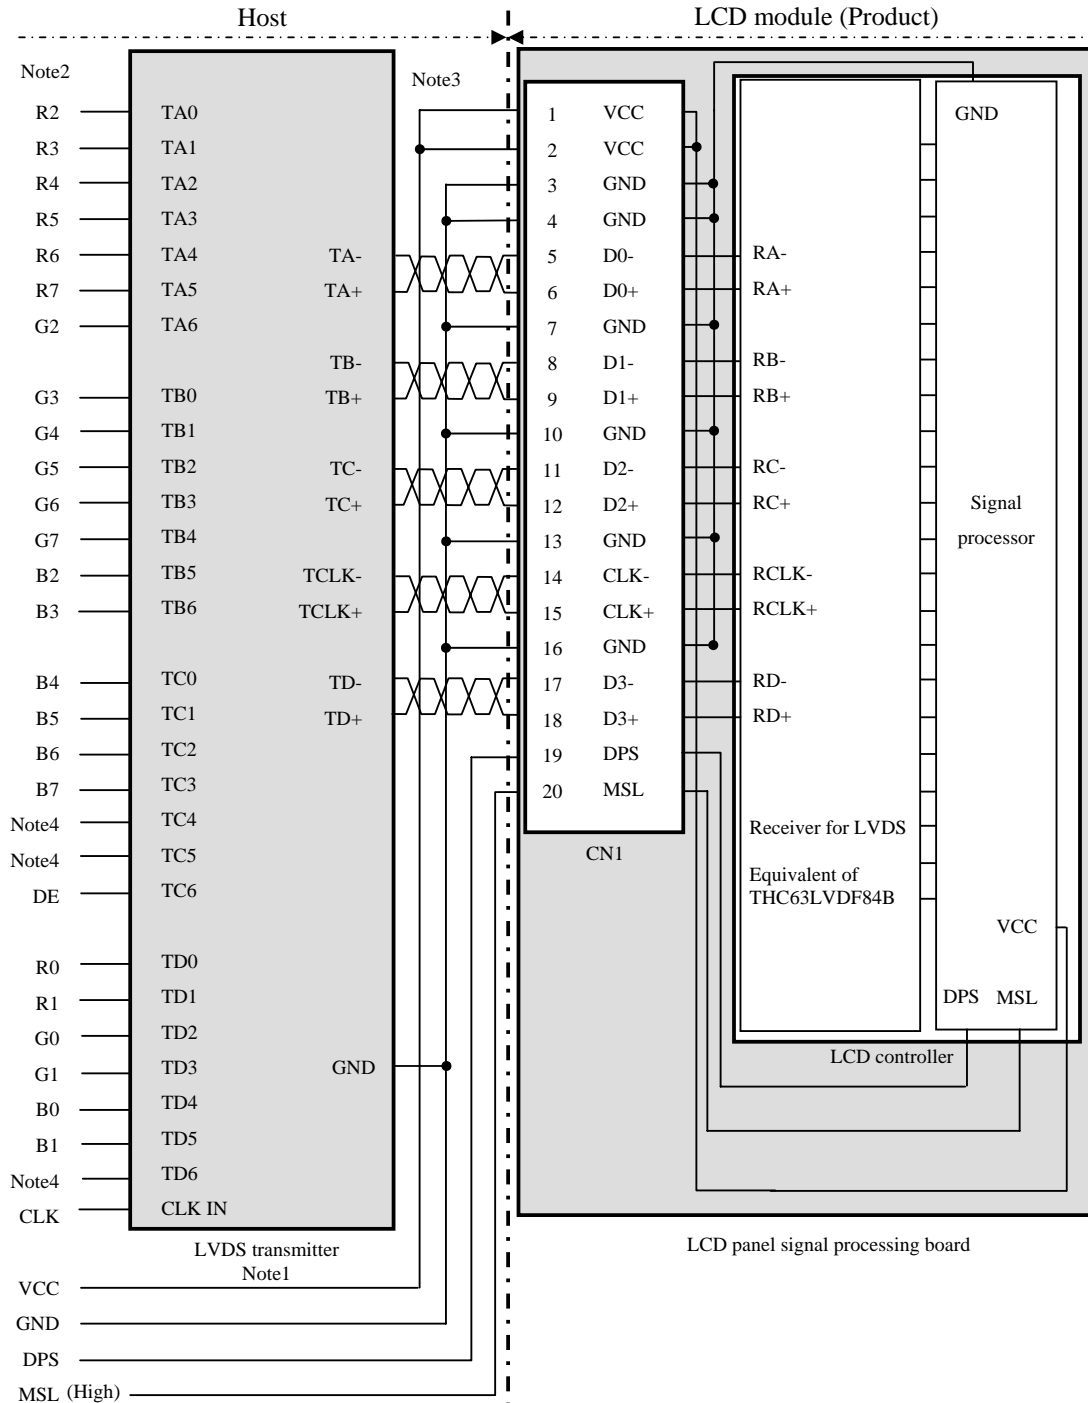 Host
LCD module (Product)
Note2
Note3
R2 TA0
R3 TA1
R4 TA2
R5 TA3
R6 TA4 TA-
R7 TA5 TA+
G2 TA6
TB-
G3 TB0 TB+
G4 TB1
G5 TB2 TC-
G6 TB3 TC+
G7 TB4
B2 TB5 TCLK-
B3 TB6 TCLK+
B4 TC0 TD-
B5 TC1 TD+
B6 TC2
B7 TC3
Note4 TC4
Note4 TC5
DE TC6
R0 TD0
R1 TD1
G0 TD2
G1 TD3 GND
B0 TD4
B1 TD5
Note4 TD6
CLK CLK IN
LVDS transmitter
Note1
VCC
GND
DPS
MSL (High)
1 VCC
2 VCC
3 GND
4 GND
5 D0-
6 D0+
7 GND
8 D1-
9 D1+
10 GND
11 D2-
12 D2+
13 GND
14 CLK-
15 CLK+
16 GND
17 D3-
18 D3+
19 DPS
20 MSL
CN1
RA-
RA+
RB-
RB+
RC-
RC+
RCLK-
RCLK+
RD-
RD+
Receiver for LVDS
Equivalent of
THC63LVDF84B
GND
Signal
processor
VCC
DPS MSL
LCD controller
LCD panel signal processing board